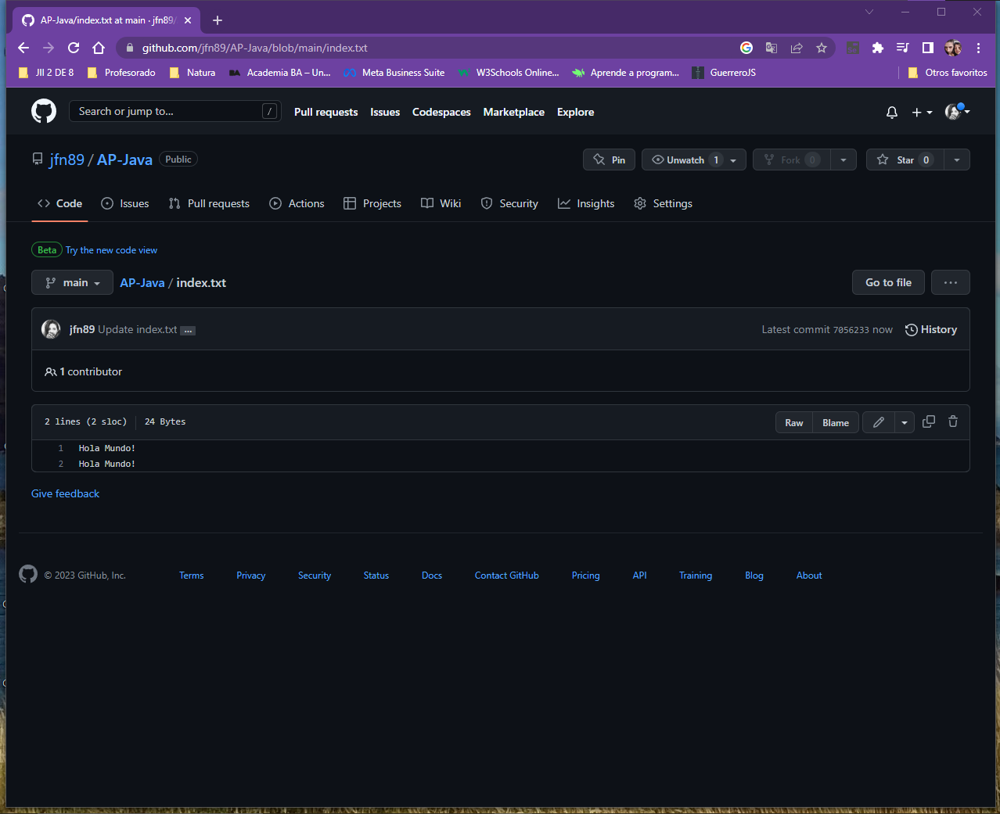 AP-Java/index.txt at main · jfn89/
github.com/jfn89/AP-Java/blob/main/index.txt
JII 2 DE 8 Profesorado Natura BA Academia BA – Un... Meta Business Suite W3Schools Online... Aprende a program... GuerreroJS Otros favoritos
Search or jump to... / Pull requests Issues Codespaces Marketplace Explore
jfn89 / AP-Java Public Pin Unwatch 1 Fork 0 Star 0
Code Issues Pull requests Actions Projects Wiki Security Insights Settings
Beta Try the new code view
main AP-Java / index.txt Go to file ...
jfn89 Update index.txt ... Latest commit 7056233 now History
1 contributor
2 lines (2 sloc) 24 Bytes Raw Blame
1 Hola Mundo!
2 Hola Mundo!
Give feedback
© 2023 GitHub, Inc. Terms Privacy Security Status Docs Contact GitHub Pricing API Training Blog About